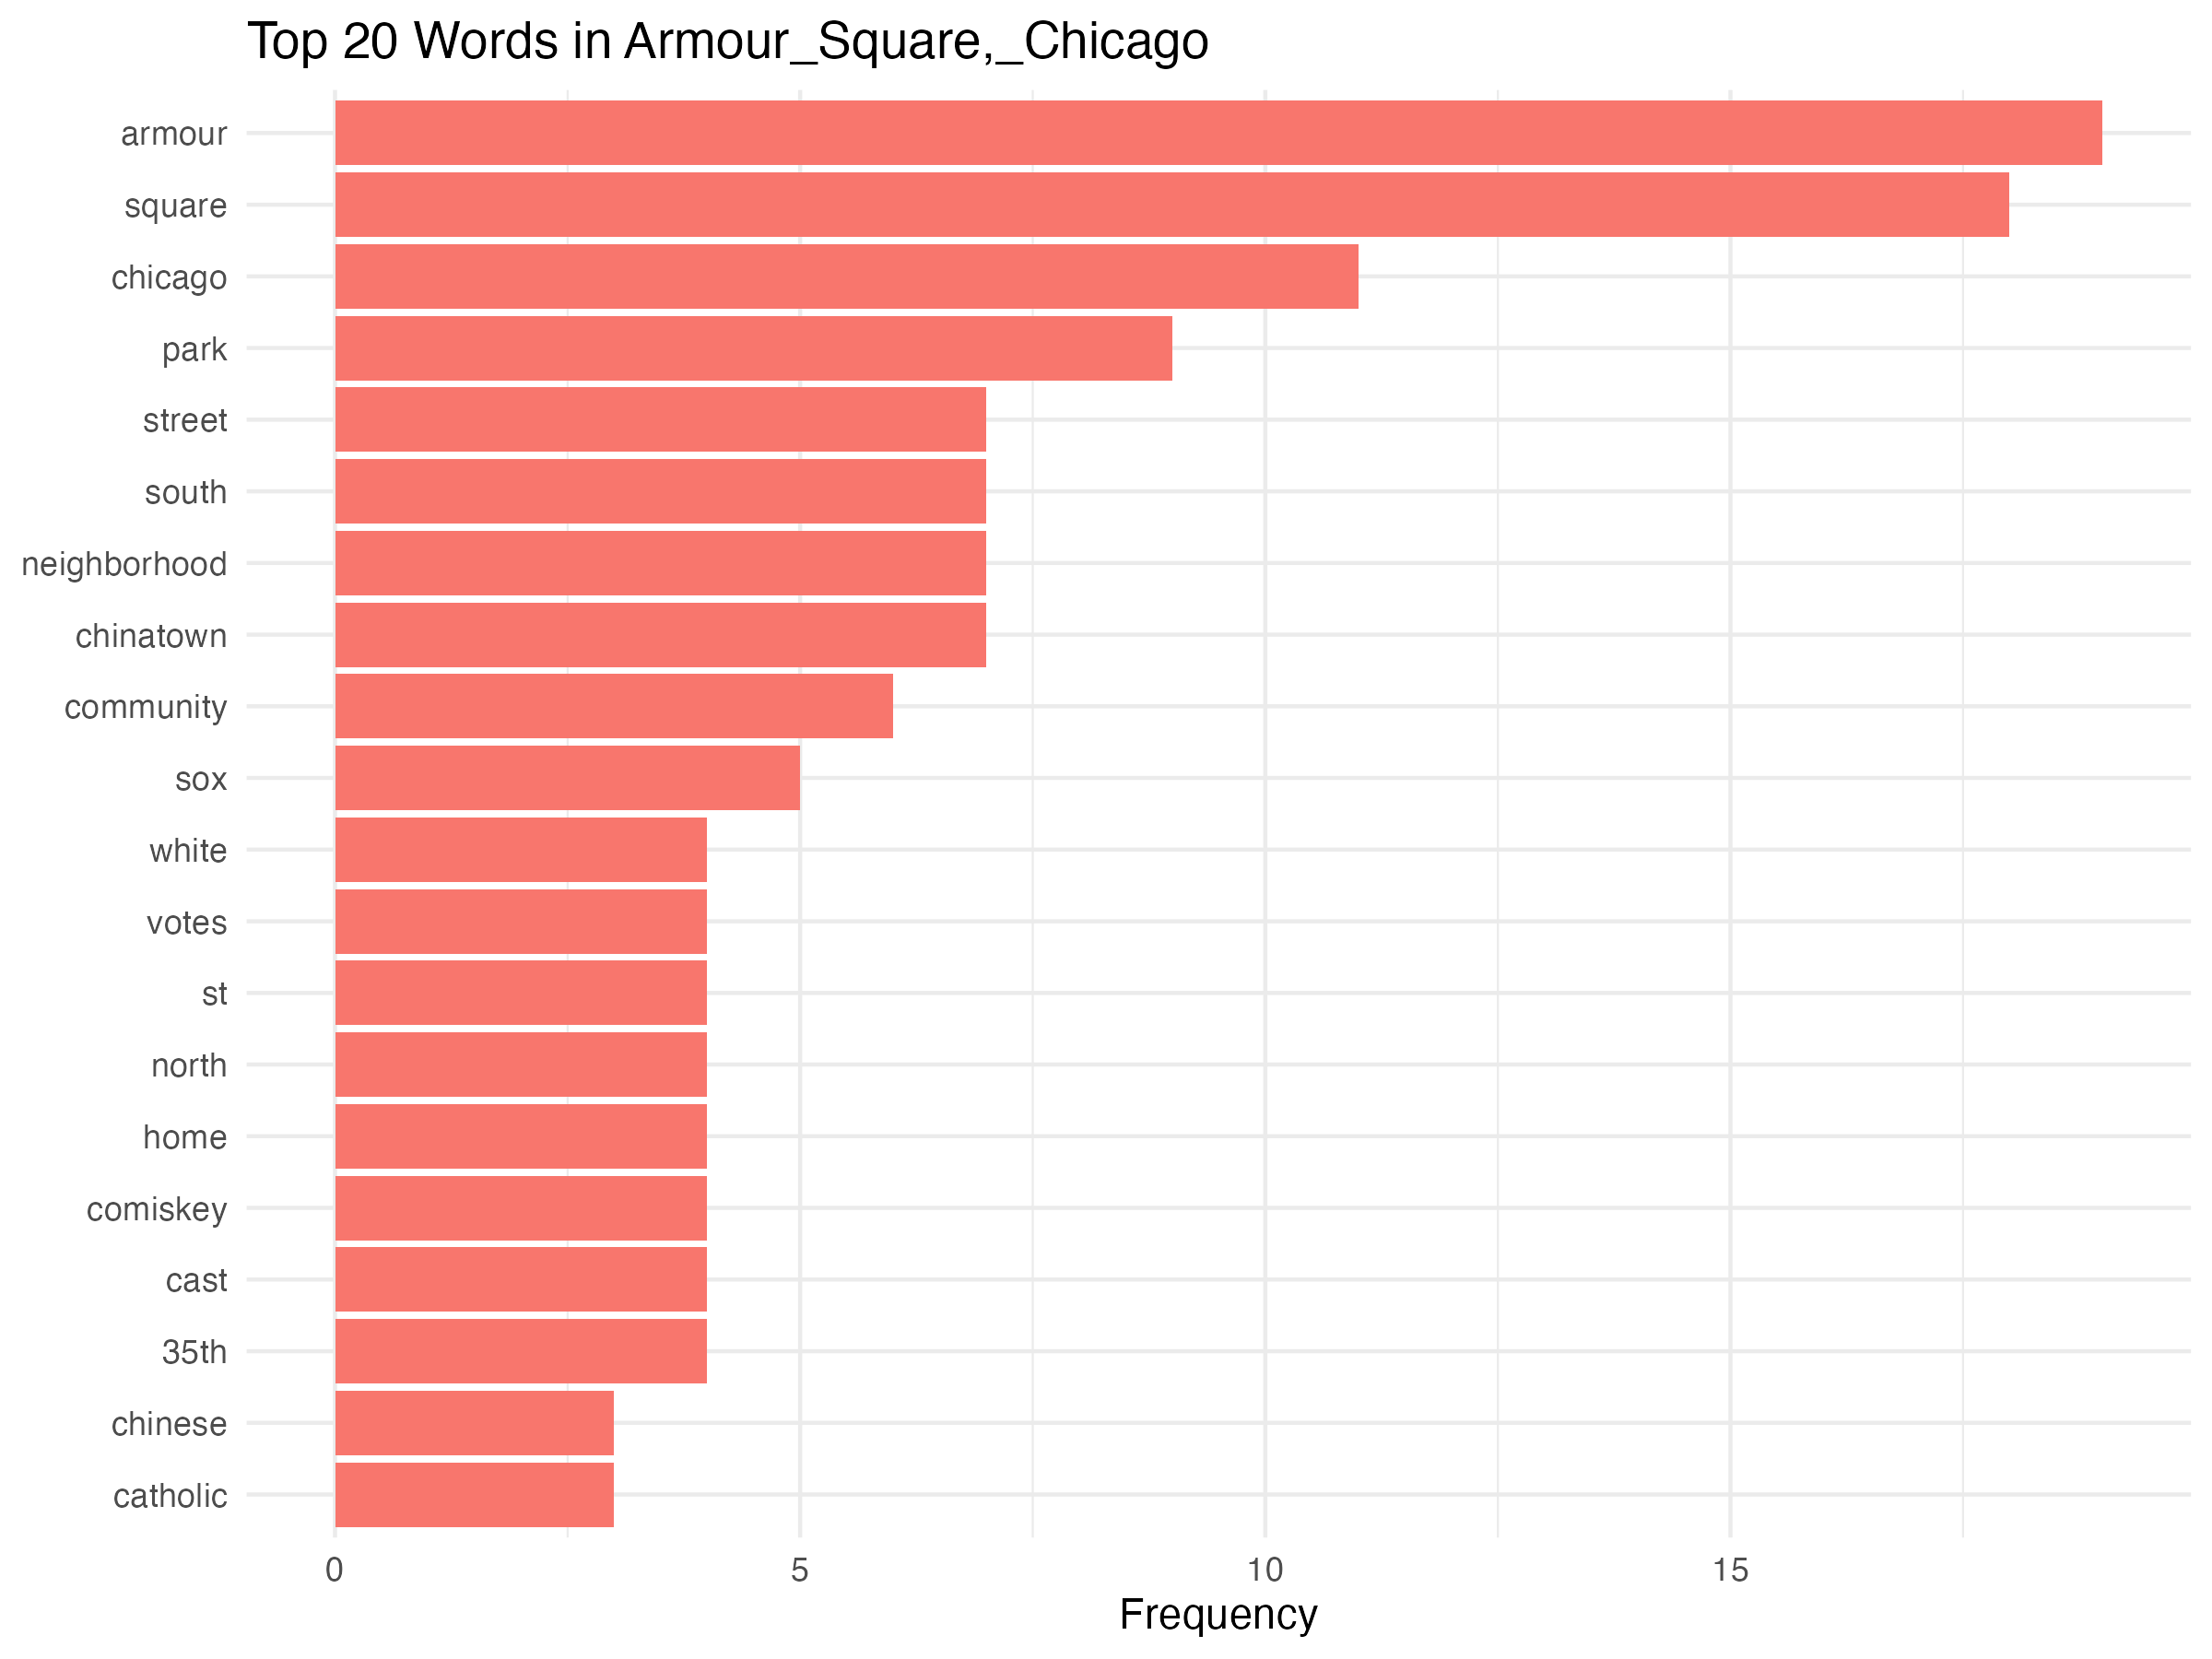 Top 20 Words in Armour_Square,_Chicago
armour
square
chicago
park
street
south
neighborhood
chinatown
community
sox
white
votes
st
north
home
comiskey
cast
35th
chinese
catholic
0 5 10 15
Frequency